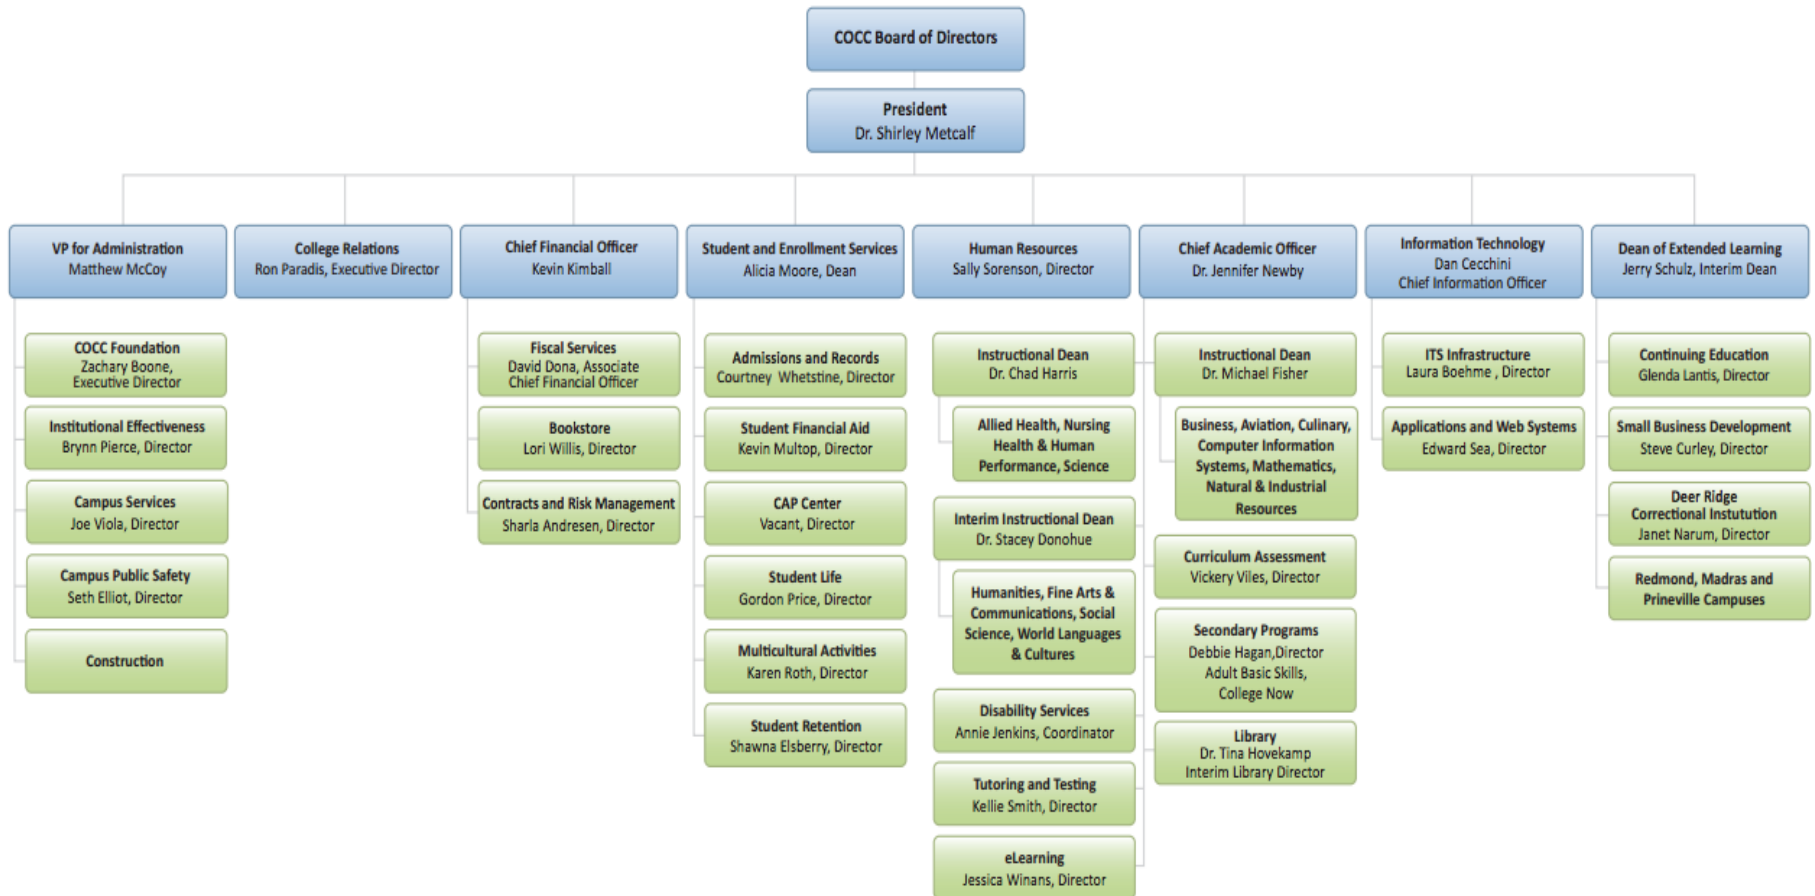 COCC Board of Directors
President
Dr. Shirley Metcalf
VP for Administration
Matthew McCoy
College Relations
Ron Paradis, Executive Director
Chief Financial Officer
Kevin Kimball
Student and Enrollment Services
Alicia Moore, Dean
Human Resources
Sally Sorenson, Director
Chief Academic Officer
Dr. Jennifer Newby
Information Technology
Dan Cecchini
Chief Information Officer
Dean of Extended Learning
Jerry Schulz, Interim Dean
COCC Foundation
Zachary Boone,
Executive Director
Institutional Effectiveness
Brynn Pierce, Director
Campus Services
Joe Viola, Director
Campus Public Safety
Seth Elliot, Director
Construction
Fiscal Services
David Dona, Associate
Chief Financial Officer
Bookstore
Lori Willis, Director
Contracts and Risk Management
Sharla Andresen, Director
Admissions and Records
Courtney Whetstine, Director
Student Financial Aid
Kevin Multop, Director
CAP Center
Vacant, Director
Student Life
Gordon Price, Director
Multicultural Activities
Karen Roth, Director
Student Retention
Shawna Elsberry, Director
Instructional Dean
Dr. Chad Harris
Allied Health, Nursing
Health & Human
Performance, Science
Interim Instructional Dean
Dr. Stacey Donohue
Humanities, Fine Arts &
Communications, Social
Science, World Languages
& Cultures
Disability Services
Annie Jenkins, Coordinator
Tutoring and Testing
Kellie Smith, Director
eLearning
Jessica Winans, Director
Instructional Dean
Dr. Michael Fisher
Business, Aviation, Culinary,
Computer Information
Systems, Mathematics,
Natural & Industrial
Resources
Curriculum Assessment
Vickery Viles, Director
Secondary Programs
Debbie Hagan,Director
Adult Basic Skills,
College Now
Library
Dr. Tina Hovekamp
Interim Library Director
ITS Infrastructure
Laura Boehme , Director
Applications and Web Systems
Edward Sea, Director
Continuing Education
Glenda Lantis, Director
Small Business Development
Steve Curley, Director
Deer Ridge
Correctional Instutution
Janet Narum, Director
Redmond, Madras and
Prineville Campuses